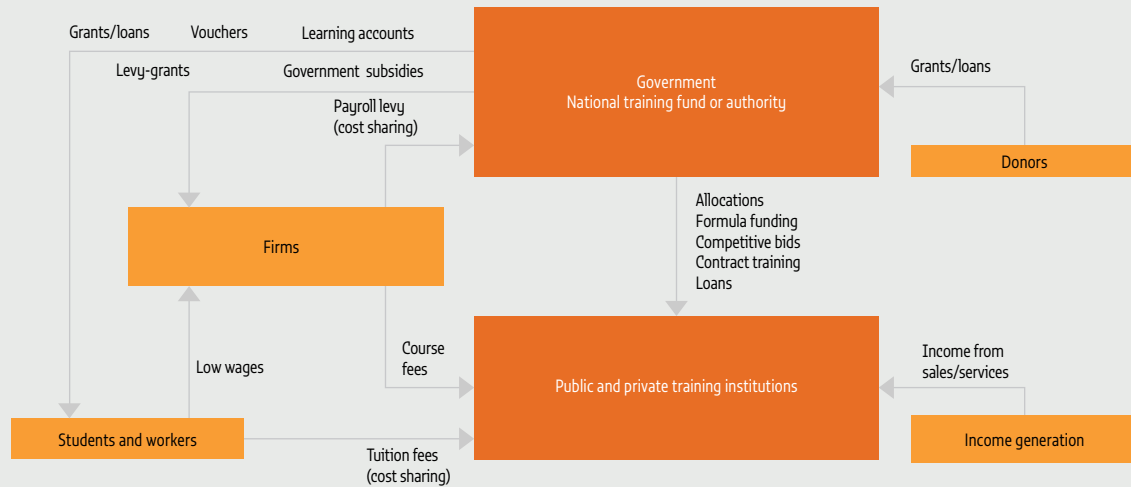 Grants/loans Vouchers Learning accounts
Levy-grants Government subsidies
Payroll levy
(cost sharing)
Government
National training fund or authority
Grants/loans
Donors
Allocations
Formula funding
Competitive bids
Contract training
Loans
Firms
Low wages
Course
fees
Public and private training institutions
Income from
sales/services
Students and workers
Tuition fees
(cost sharing)
Income generation